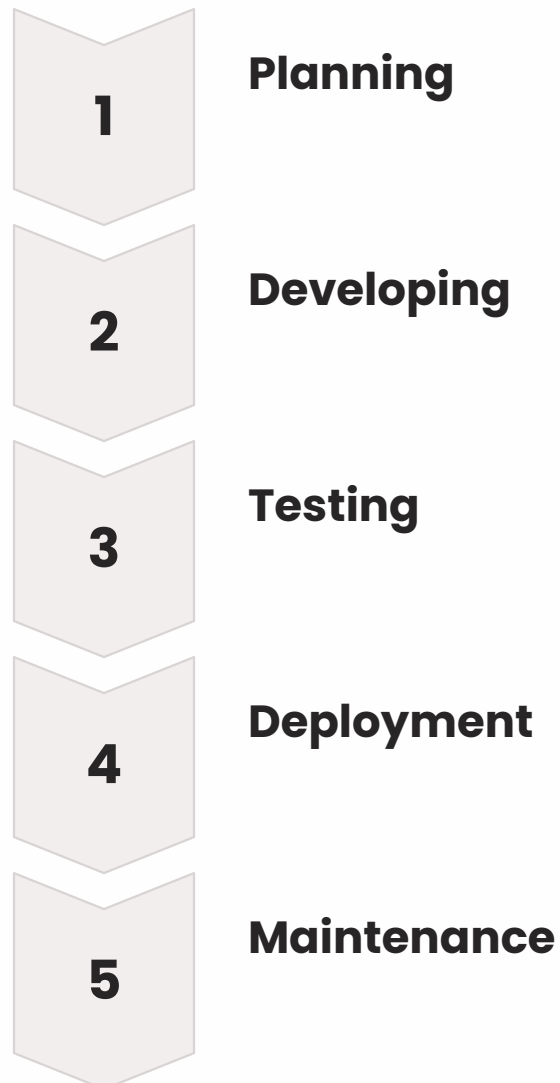 1
Planning
2
Developing
3
Testing
4
Deployment
5
Maintenance